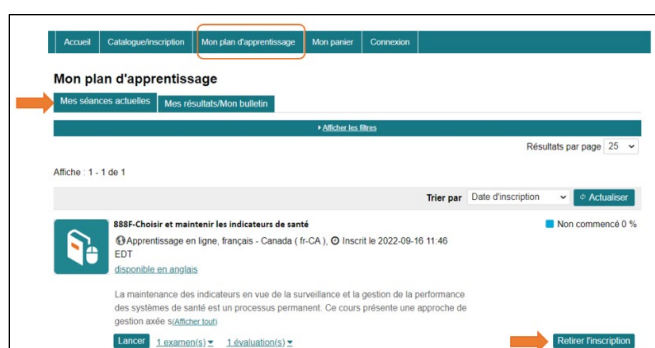 Accueil Catalogue/inscription Mon plan d'apprentissage Mon panier Connexion
Mon plan d'apprentissage
Mes séances actuelles Mes résultats/Mon bulletin
Afficher les filtres
Résultats par page 25
Affiche : 1 - 1 de 1
Trier par Date d'inscription Actualiser
888F-Choisir et maintenir les indicateurs de santé Non commencé 0 %
Apprentissage en ligne, français - Canada ( fr-CA ), Inscrit le 2022-09-16 11:46
EDT
disponible en anglais
La maintenance des indicateurs en vue de la surveillance et la gestion de la performance
des systèmes de santé est un processus permanent. Ce cours présente une approche de
gestion axée s(Afficher tout)
Lancer 1 examen(s) 1 évaluation(s) Retirer l'inscription